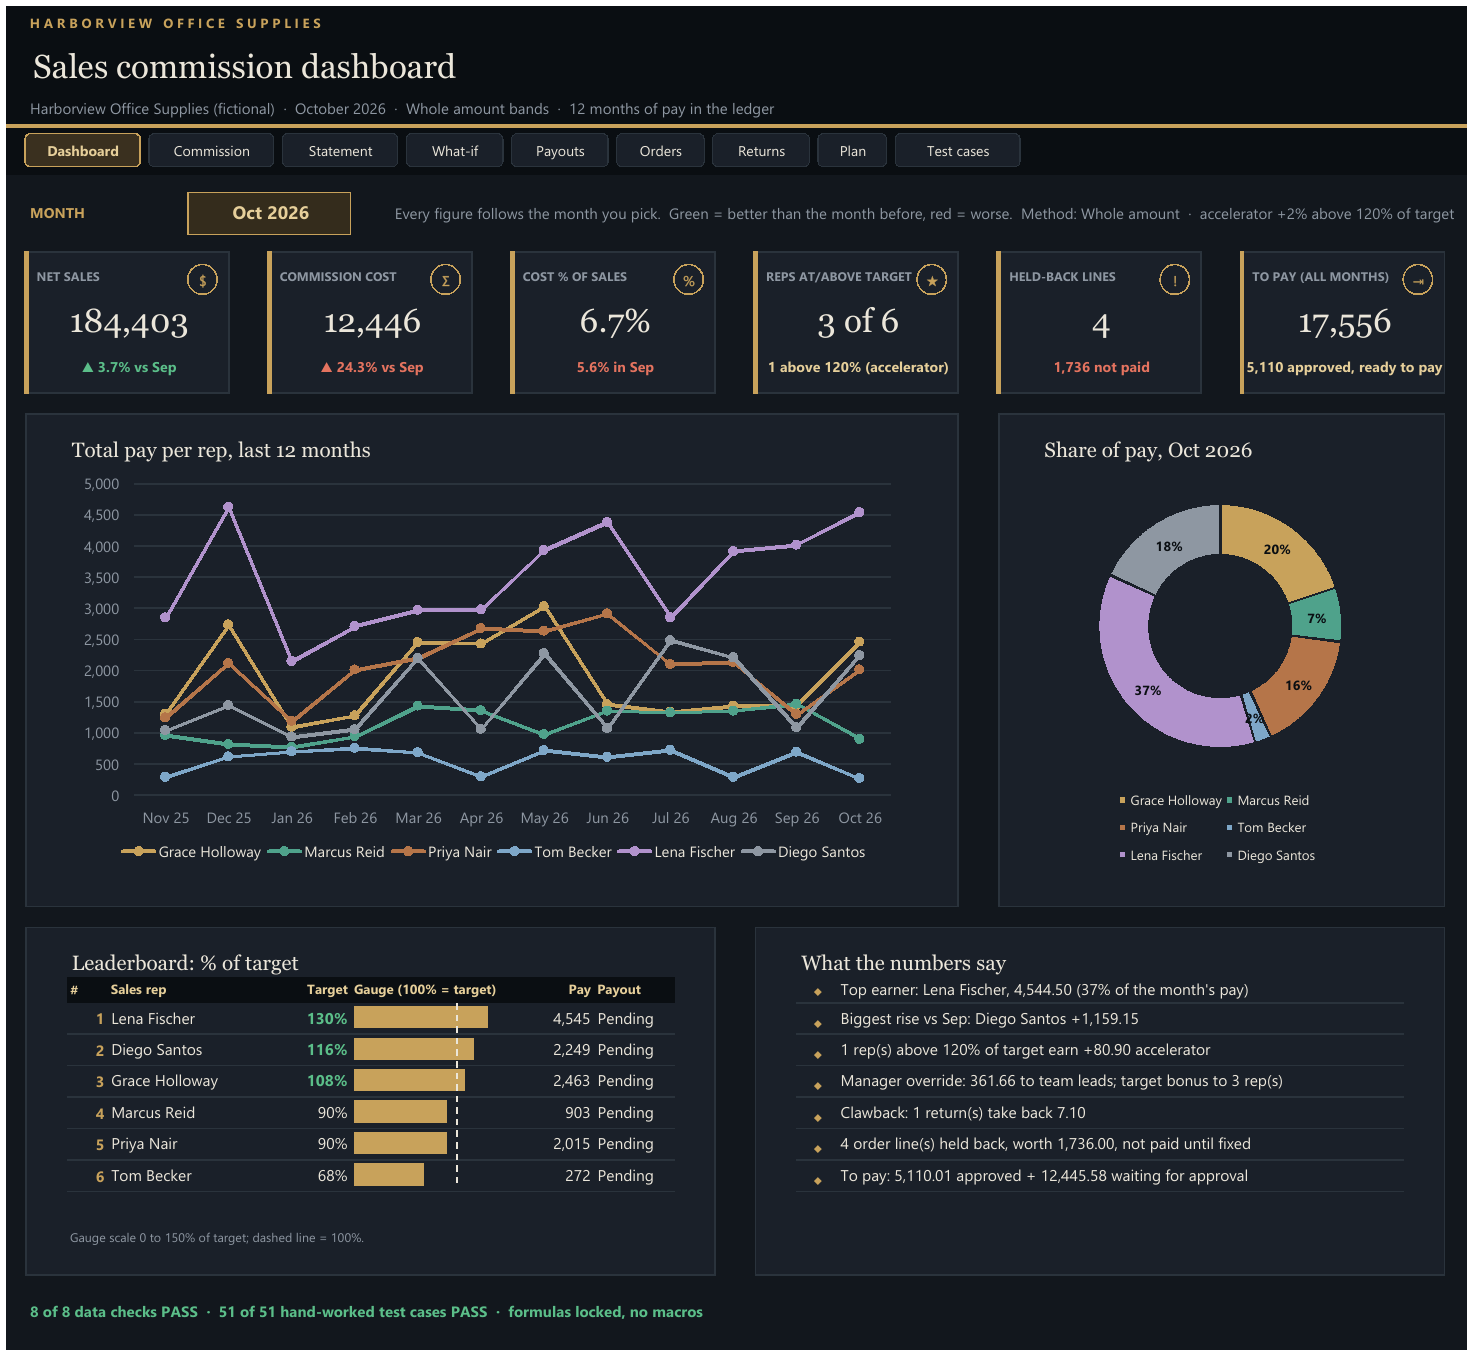 HARBORVIEW OFFICE SUPPLIES
Sales commission dashboard
Harborview Office Supplies (fictional) · October 2026 · Whole amount bands · 12 months of pay in the ledger
Dashboard Commission Statement What-if Payouts Orders Returns Plan Test cases
MONTH Oct 2026 Every figure follows the month you pick. Green = better than the month before, red = worse. Method: Whole amount · accelerator +2% above 120% of target
NET SALES $ COMMISSION COST Σ COST % OF SALES % REPS AT/ABOVE TARGET ★ HELD-BACK LINES ! TO PAY (ALL MONTHS) ⇥
184,403 12,446 6.7% 3 of 6 4 17,556
▲ 3.7% vs Sep ▲ 24.3% vs Sep 5.6% in Sep 1 above 120% (accelerator) 1,736 not paid 5,110 approved, ready to pay
Total pay per rep, last 12 months
5,000
4,500
4,000
3,500
3,000
2,500
2,000
1,500
1,000
500
0
Nov 25 Dec 25 Jan 26 Feb 26 Mar 26 Apr 26 May 26 Jun 26 Jul 26 Aug 26 Sep 26 Oct 26
Grace Holloway Marcus Reid Priya Nair Tom Becker Lena Fischer Diego Santos
Share of pay, Oct 2026
18% 20%
7%
37% 16%
2%
Grace Holloway Marcus Reid
Priya Nair Tom Becker
Lena Fischer Diego Santos
Leaderboard: % of target
# Sales rep Target Gauge (100% = target) Pay Payout
1 Lena Fischer 130% 4,545 Pending
2 Diego Santos 116% 2,249 Pending
3 Grace Holloway 108% 2,463 Pending
4 Marcus Reid 90% 903 Pending
5 Priya Nair 90% 2,015 Pending
6 Tom Becker 68% 272 Pending
Gauge scale 0 to 150% of target; dashed line = 100%.
What the numbers say
◆ Top earner: Lena Fischer, 4,544.50 (37% of the month's pay)
◆ Biggest rise vs Sep: Diego Santos +1,159.15
◆ 1 rep(s) above 120% of target earn +80.90 accelerator
◆ Manager override: 361.66 to team leads; target bonus to 3 rep(s)
◆ Clawback: 1 return(s) take back 7.10
◆ 4 order line(s) held back, worth 1,736.00, not paid until fixed
◆ To pay: 5,110.01 approved + 12,445.58 waiting for approval
8 of 8 data checks PASS · 51 of 51 hand-worked test cases PASS · formulas locked, no macros